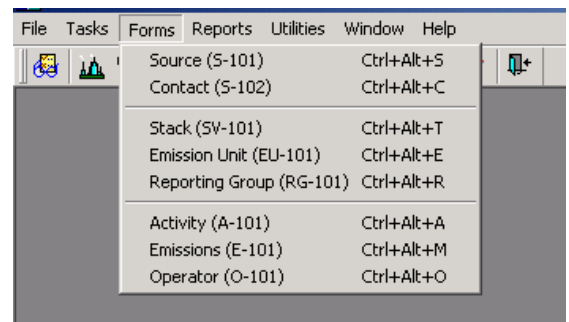 File Tasks Forms Reports Utilities Window Help
Source (S-101) Ctrl+Alt+S
Contact (S-102) Ctrl+Alt+C
Stack (SV-101) Ctrl+Alt+T
Emission Unit (EU-101) Ctrl+Alt+E
Reporting Group (RG-101) Ctrl+Alt+R
Activity (A-101) Ctrl+Alt+A
Emissions (E-101) Ctrl+Alt+M
Operator (O-101) Ctrl+Alt+O